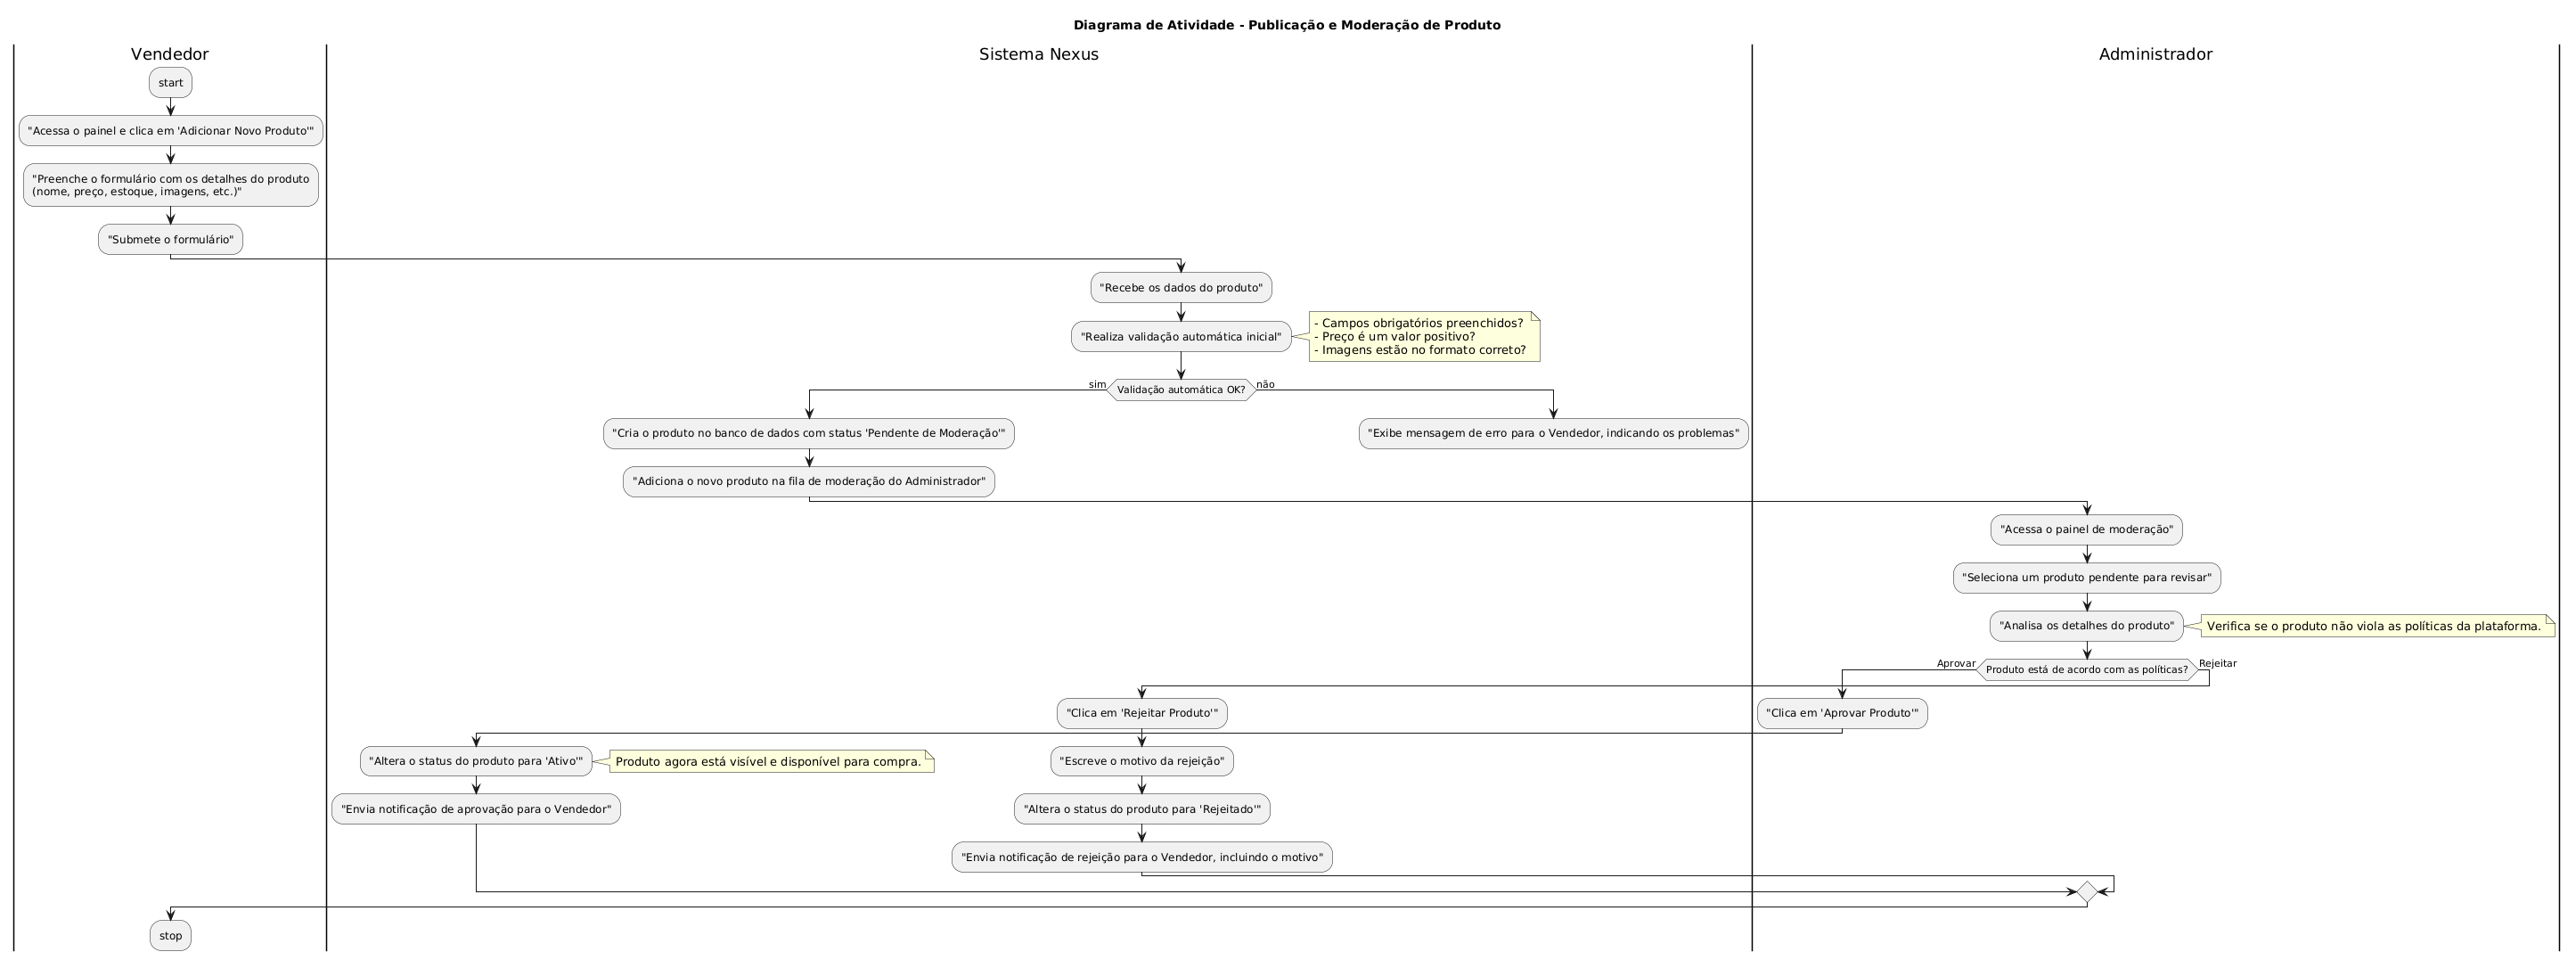 Diagrama de Atividade - Publicação e Moderação de Produto
Vendedor
Sistema Nexus
Administrador
start
"Acessa o painel e clica em 'Adicionar Novo Produto'"
"Preenche o formulário com os detalhes do produto
(nome, preço, estoque, imagens, etc.)"
"Submete o formulário"
"Recebe os dados do produto"
"Realiza validação automática inicial"
- Campos obrigatórios preenchidos?
- Preço é um valor positivo?
- Imagens estão no formato correto?
sim
Validação automática OK?
não
"Cria o produto no banco de dados com status 'Pendente de Moderação'"
"Exibe mensagem de erro para o Vendedor, indicando os problemas"
"Adiciona o novo produto na fila de moderação do Administrador"
"Acessa o painel de moderação"
"Seleciona um produto pendente para revisar"
"Analisa os detalhes do produto"
Verifica se o produto não viola as políticas da plataforma.
Aprovar
Produto está de acordo com as políticas?
Rejeitar
"Clica em 'Rejeitar Produto'"
"Clica em 'Aprovar Produto'"
"Altera o status do produto para 'Ativo'"
Produto agora está visível e disponível para compra.
"Escreve o motivo da rejeição"
"Envia notificação de aprovação para o Vendedor"
"Altera o status do produto para 'Rejeitado'"
"Envia notificação de rejeição para o Vendedor, incluindo o motivo"
stop